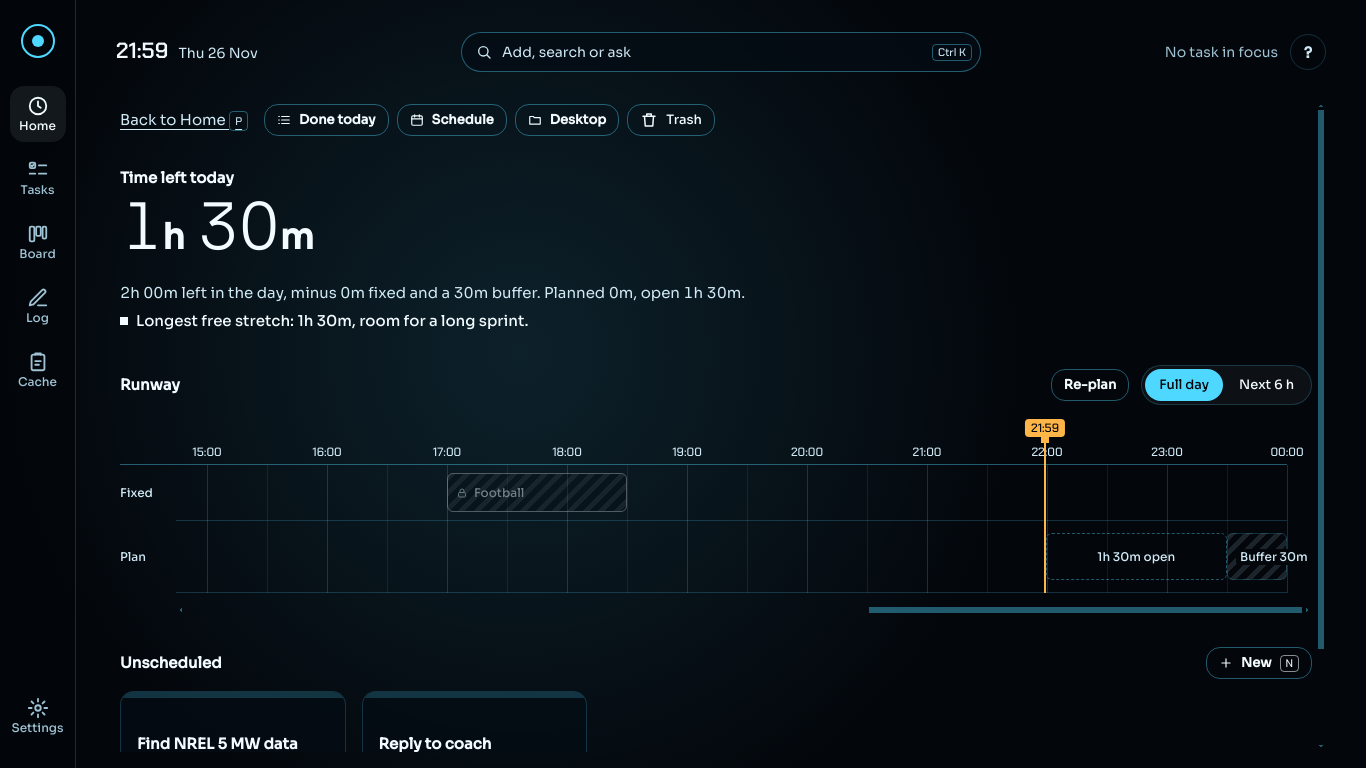 21:59 Thu 26 Nov
Add, search or ask Ctrl K
No task in focus ?
Home
Tasks
Board
Log
Cache
Settings
Back to Home P
Done today
Schedule
Desktop
Trash
Time left today
1h 30m
2h 00m left in the day, minus 0m fixed and a 30m buffer. Planned 0m, open 1h 30m.
Longest free stretch: 1h 30m, room for a long sprint.
Runway
Re-plan
Full day
Next 6 h
21:59
15:00 16:00 17:00 18:00 19:00 20:00 21:00 22:00 23:00 00:00
Fixed
Football
Plan
1h 30m open
Buffer 30m
Unscheduled
New N
Find NREL 5 MW data
Reply to coach